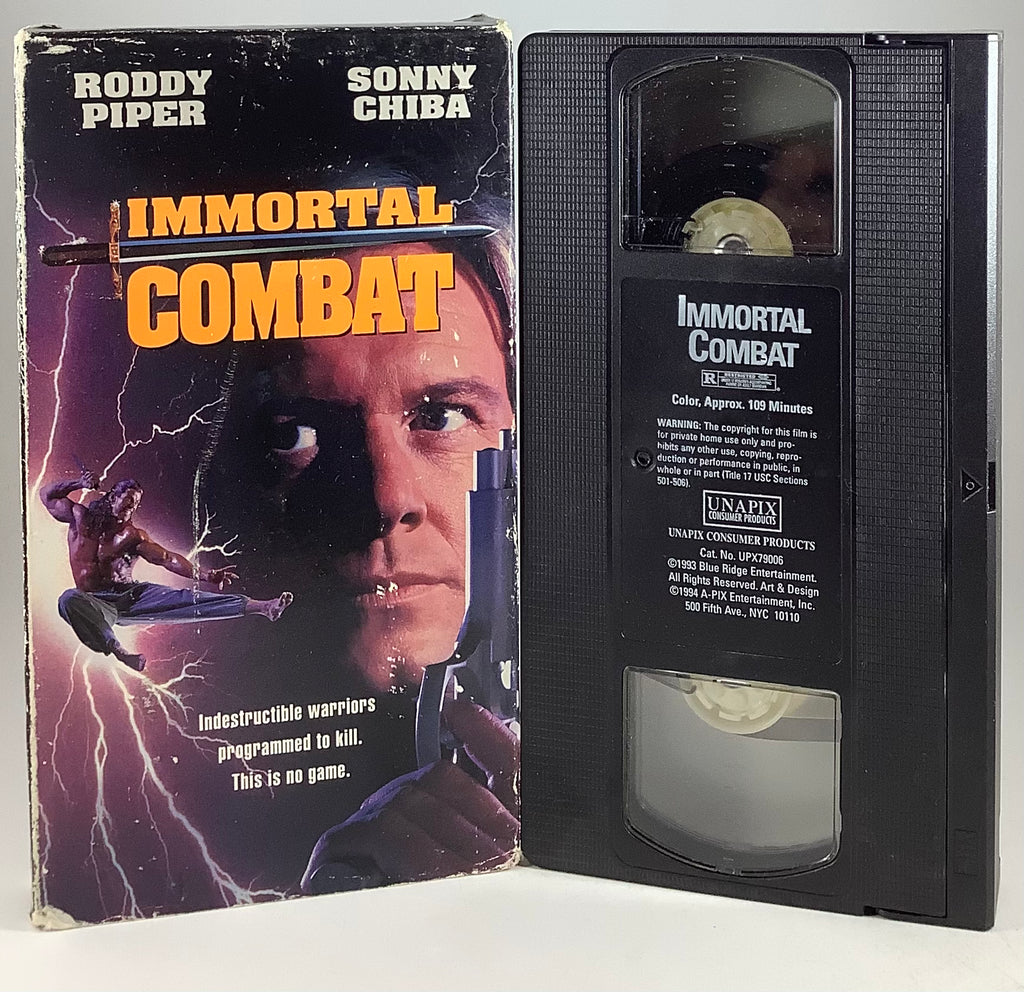 RODDY
PIPER
SONNY
CHIBA
IMMORTAL
COMBAT
Indestructible warriors
programmed to kill.
This is no game.
IMMORTAL
COMBAT
R RESTRICTED
Color, Approx. 109 Minutes
WARNING: The copyright for this film is
for private home use only and pro-
hibits any other use, copying, repro-
duction or performance in public, in
whole or in part (Title 17 USC Sections
501-506).
UNAPIX
CONSUMER PRODUCTS
UNAPIX CONSUMER PRODUCTS
Cat. No. UPX79006
©1993 Blue Ridge Entertainment.
All Rights Reserved. Art & Design
©1994 A-PIX Entertainment, Inc.
500 Fifth Ave., NYC 10110